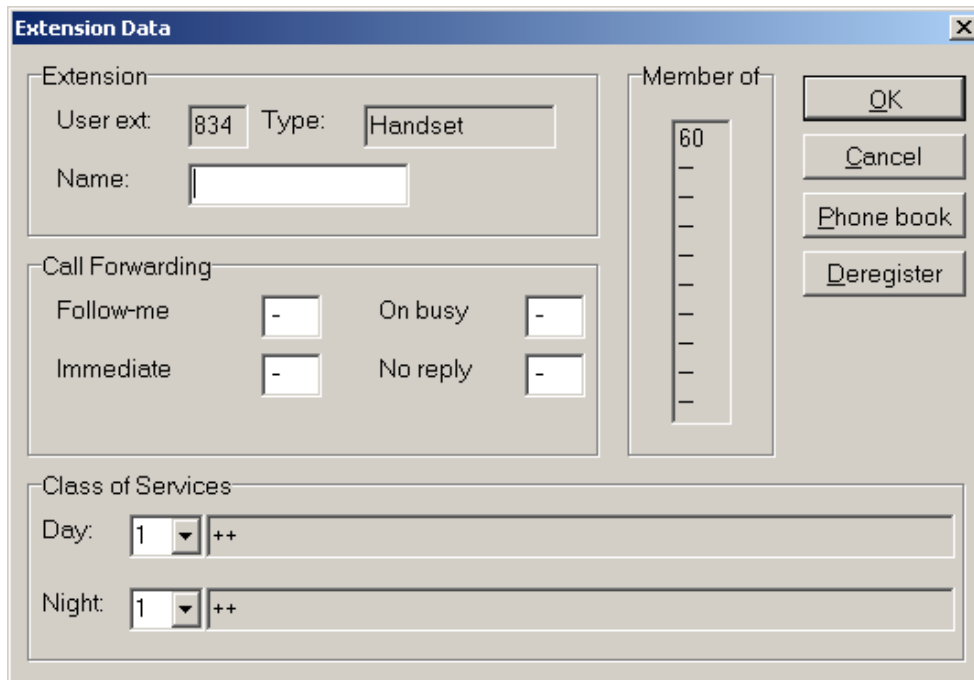 Extension Data
Extension
User ext: 834 Type: Handset
Name:
Member of
60
–
–
–
–
–
–
–
–
–
OK
Cancel
Phone book
Deregister
Call Forwarding
Follow-me - On busy -
Immediate - No reply -
Class of Services
Day: 1 ++
Night: 1 ++